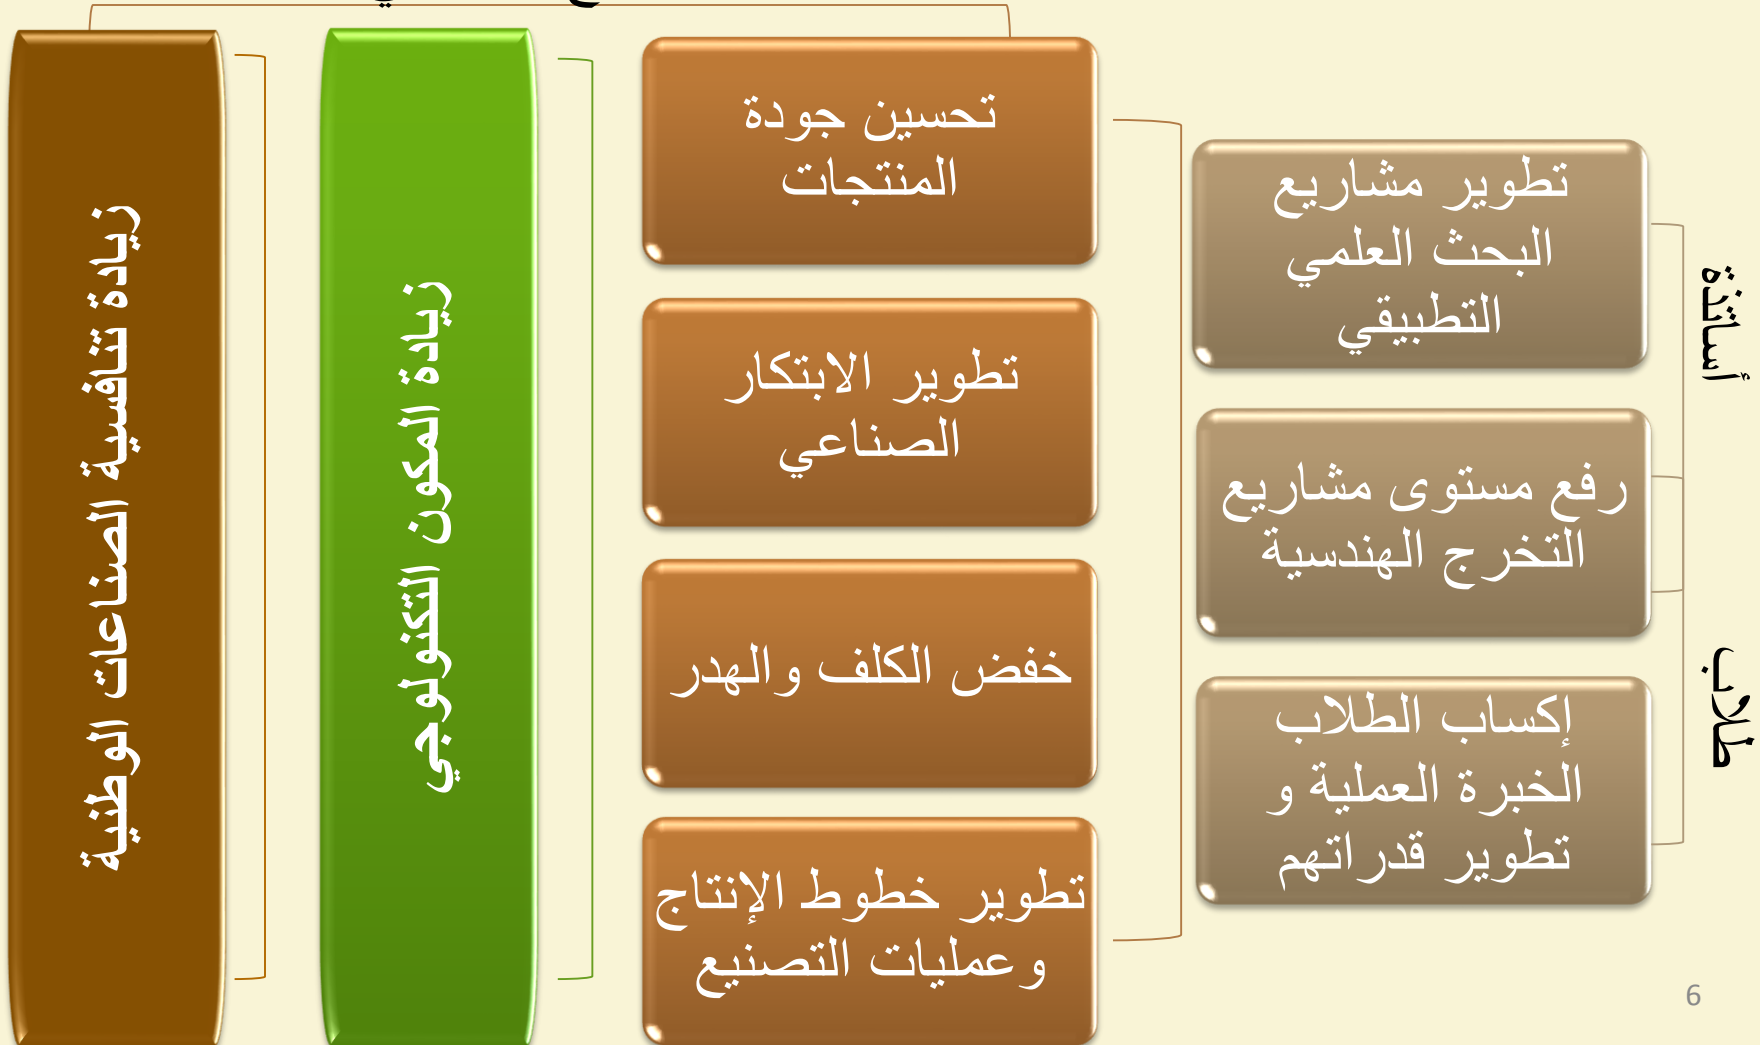 أساتذة
طلاب
تطوير مشاريع
البحث العلمي
التطبيقي
رفع مستوى مشاريع
التخرج الهندسية
إكساب الطلاب
الخبرة العملية و
تطوير قدراتهم
تحسين جودة
المنتجات
تطوير الابتكار
الصناعي
خفض الكلف والهدر
تطوير خطوط الإنتاج
وعمليات التصنيع
زيادة المكون التكنولوجي
زيادة تنافسية الصناعات الوطنية
6